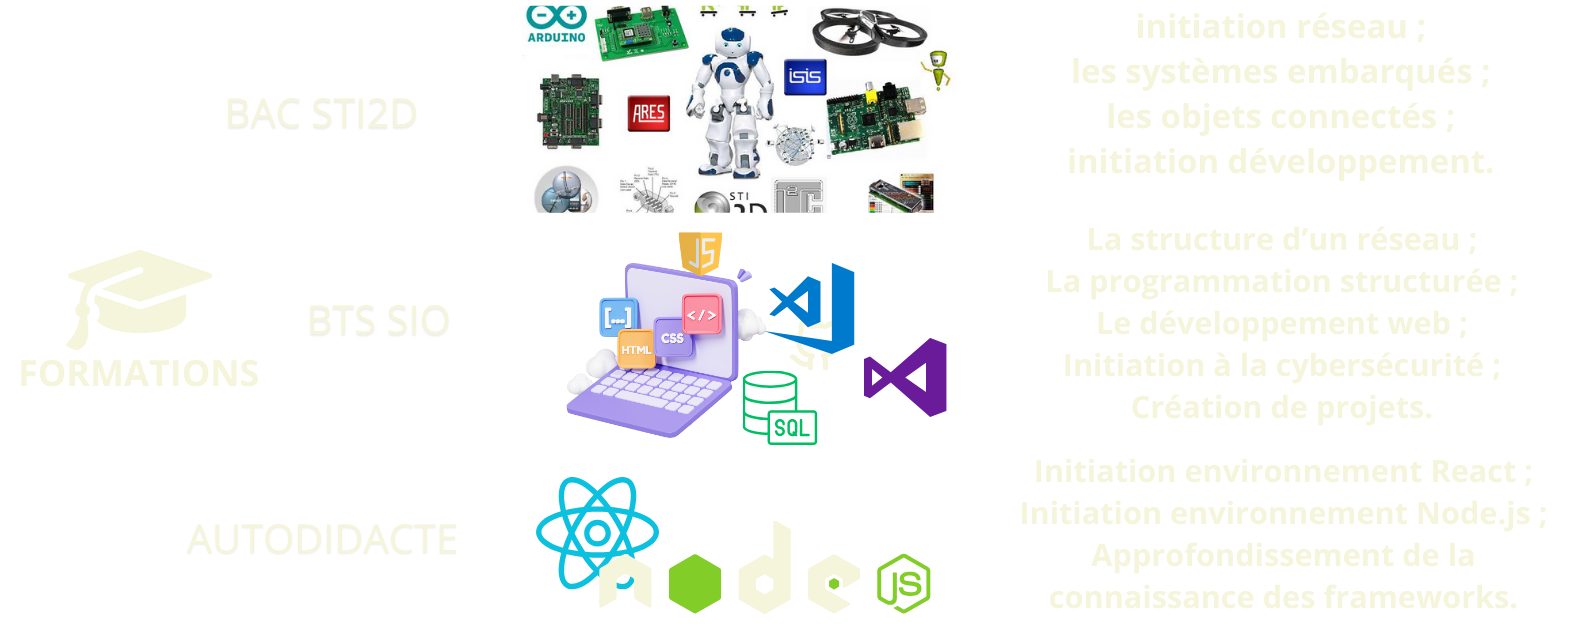 FORMATIONS
BAC STI2D
ARDUINO
ARES
isis
STI
2D
initiation réseau ;
les systèmes embarqués ;
les objets connectés ;
initiation développement.
BTS SIO
JS
[...]
</>
CSS
HTML
SQL
La structure d’un réseau ;
La programmation structurée ;
Le développement web ;
Initiation à la cybersécurité ;
Création de projets.
AUTODIDACTE
node
JS
Initiation environnement React ;
Initiation environnement Node.js ;
Approfondissement de la
connaissance des frameworks.